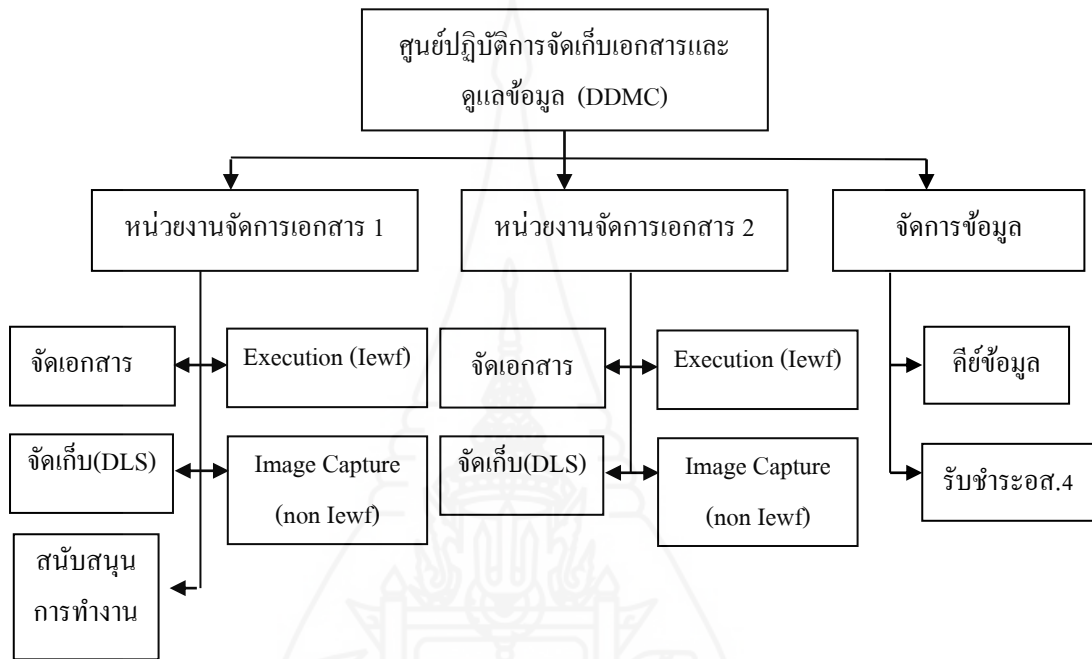 ศูนย์ปฏิบัติการจัดเก็บเอกสารและ
ดูแลข้อมูล (DDMC)
หน่วยงานจัดการเอกสาร 1
หน่วยงานจัดการเอกสาร 2
จัดการข้อมูล
จัดเอกสาร
Execution (Iewf)
จัดเอกสาร
Execution (Iewf)
คีย์ข้อมูล
จัดเก็บ(DLS)
Image Capture
(non Iewf)
จัดเก็บ(DLS)
Image Capture
(non Iewf)
รับชำระอส.4
สนับสนุน
การทำงาน